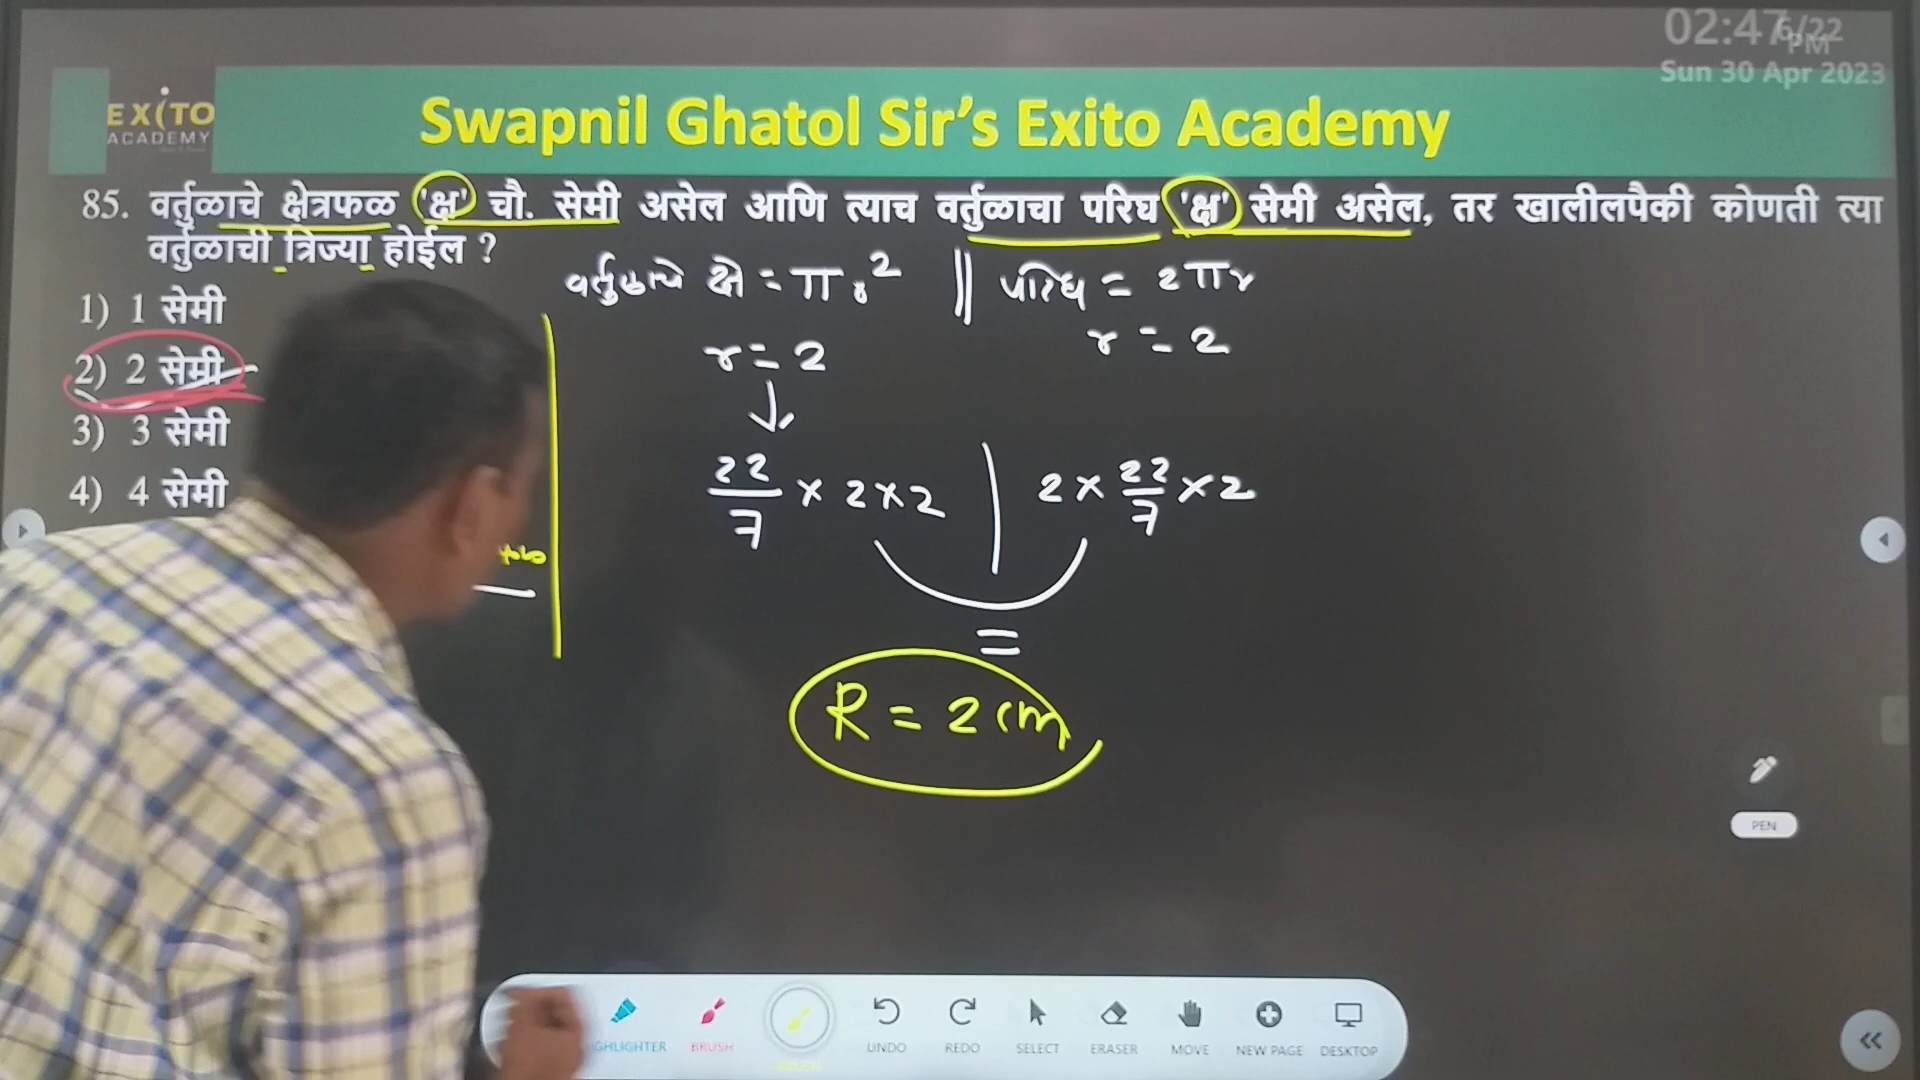 02:47 PM
6/22
Sun 30 Apr 2023
EXiTO
ACADEMY
Swapnil Ghatol Sir's Exito Academy
85. वर्तुळाचे क्षेत्रफळ 'क्ष' चौ. सेमी असेल आणि त्याच वर्तुळाचा परिघ 'क्ष' सेमी असेल, तर खालीलपैकी कोणती त्या
वर्तुळाची त्रिज्या होईल ?
वर्तुळाचे क्षे = πr² || परिघ = 2πr
1) 1 सेमी
2) 2 सेमी
3) 3 सेमी
4) 4 सेमी
r = 2
r = 2
22/7 × 2 × 2 | 2 × 22/7 × 2
=
R = 2 cm
PEN
HIGHLIGHTER BRUSH UNDO REDO SELECT ERASER MOVE NEW PAGE DESKTOP